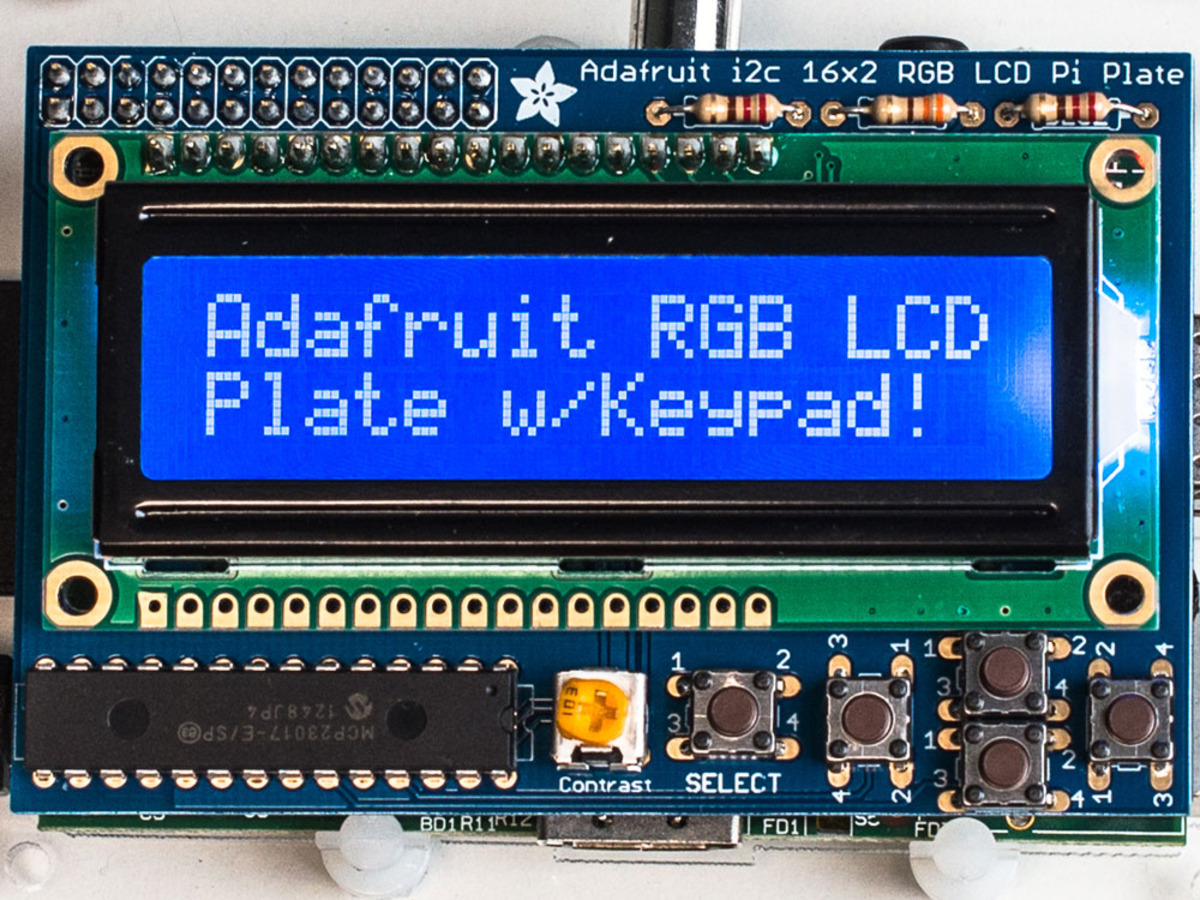 Adafruit i2c 16x2 RGB LCD Pi Plate
Adafruit RGB LCD
Plate w/Keypad!
MCP23017-E/SP e3
1248JP4
Contrast
1 2
3 4
SELECT
3 1
4 2
1 2
3 4
1 2
3 4
2 4
1 3
BD1 R11 R12
FD1